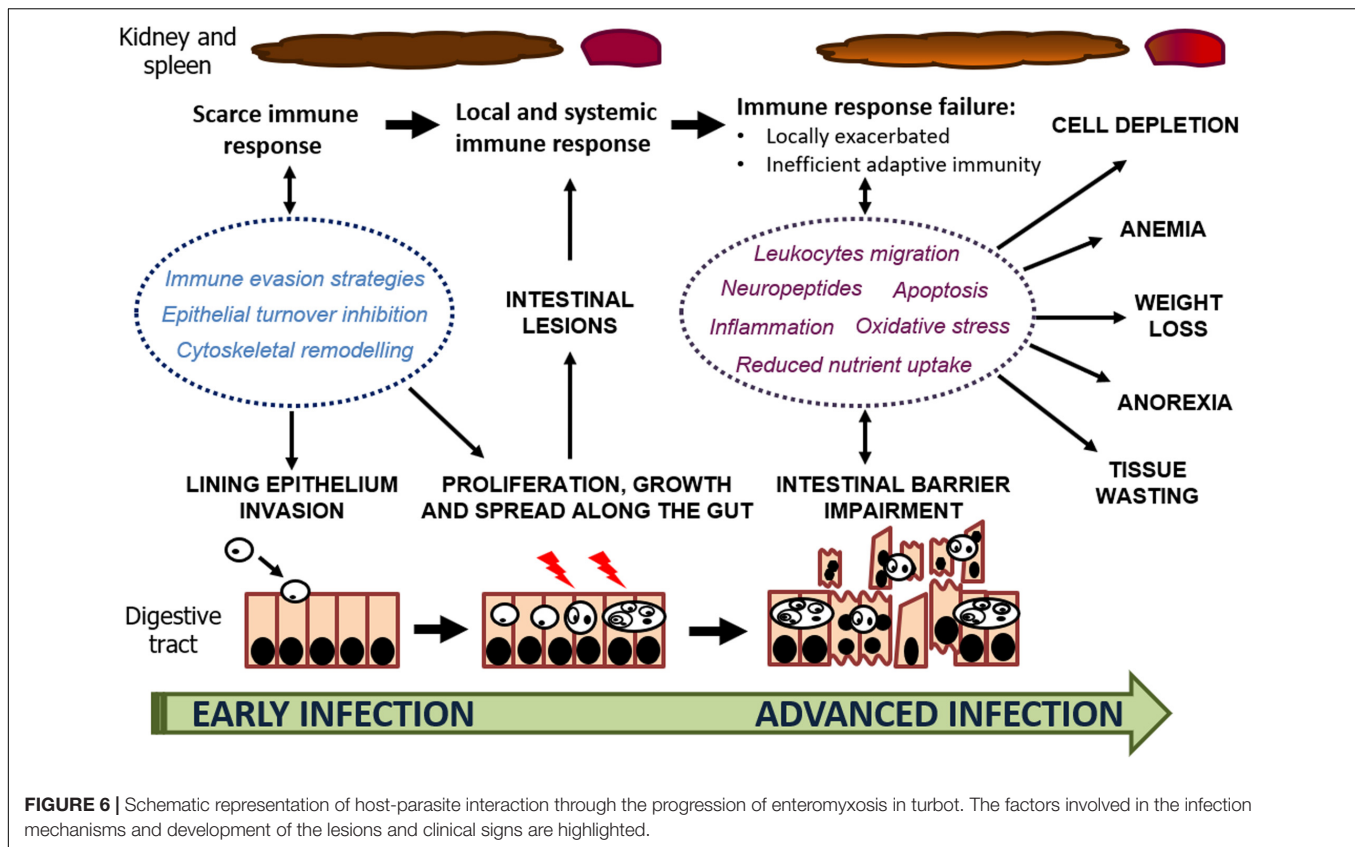 Kidney and
spleen
Scarce immune
response
Local and systemic
immune response
Immune response failure:
• Locally exacerbated
• Inefficient adaptive immunity
CELL DEPLETION
ANEMIA
WEIGHT
LOSS
ANOREXIA
TISSUE
WASTING
Immune evasion strategies
Epithelial turnover inhibition
Cytoskeletal remodelling
INTESTINAL
LESIONS
Leukocytes migration
Neuropeptides Apoptosis
Inflammation Oxidative stress
Reduced nutrient uptake
LINING EPITHELIUM
INVASION
PROLIFERATION, GROWTH
AND SPREAD ALONG THE GUT
INTESTINAL BARRIER
IMPAIRMENT
Digestive
tract
EARLY INFECTION ADVANCED INFECTION
FIGURE 6 | Schematic representation of host-parasite interaction through the progression of enteromyxosis in turbot. The factors involved in the infection
mechanisms and development of the lesions and clinical signs are highlighted.